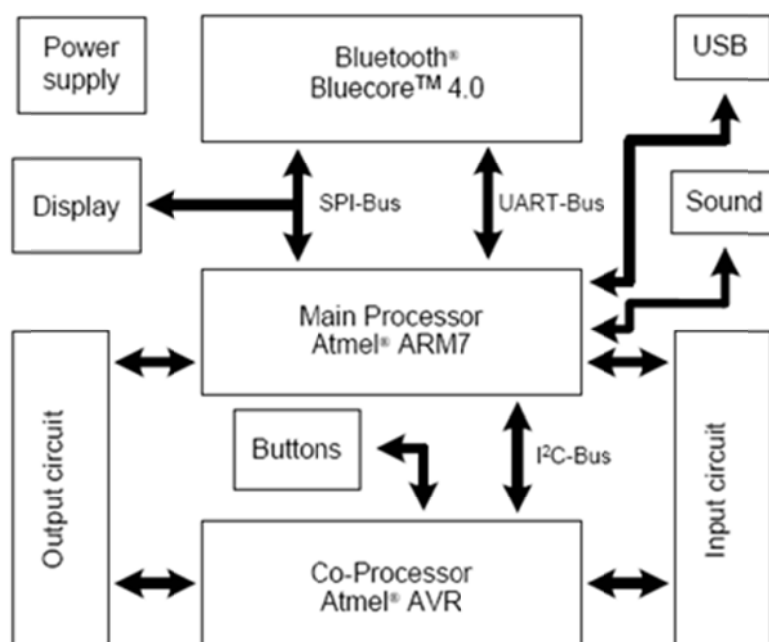 Power
supply
Bluetooth®
Bluecore™ 4.0
USB
Display
SPI-Bus
UART-Bus
Sound
Main Processor
Atmel® ARM7
Output circuit
Buttons
I²C-Bus
Input circuit
Co-Processor
Atmel® AVR